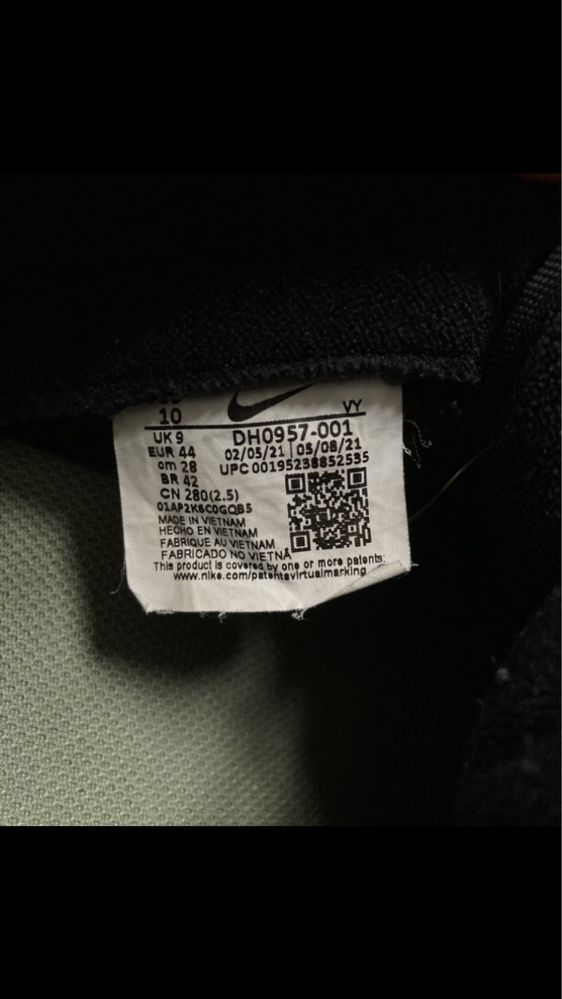 10
VY
UK 9
EUR 44
cm 28
BR 42
CN 280(2.5)
01AP2K6C0GQB5
DH0957-001
02/05/21 05/08/21
UPC 00195238852535
MADE IN VIETNAM
HECHO EN VIETNAM
FABRIQUE AU VIETNAM
FABRICADO NO VIETNÃ
This product is covered by one or more patents:
www.nike.com/patentsvirtualmarking